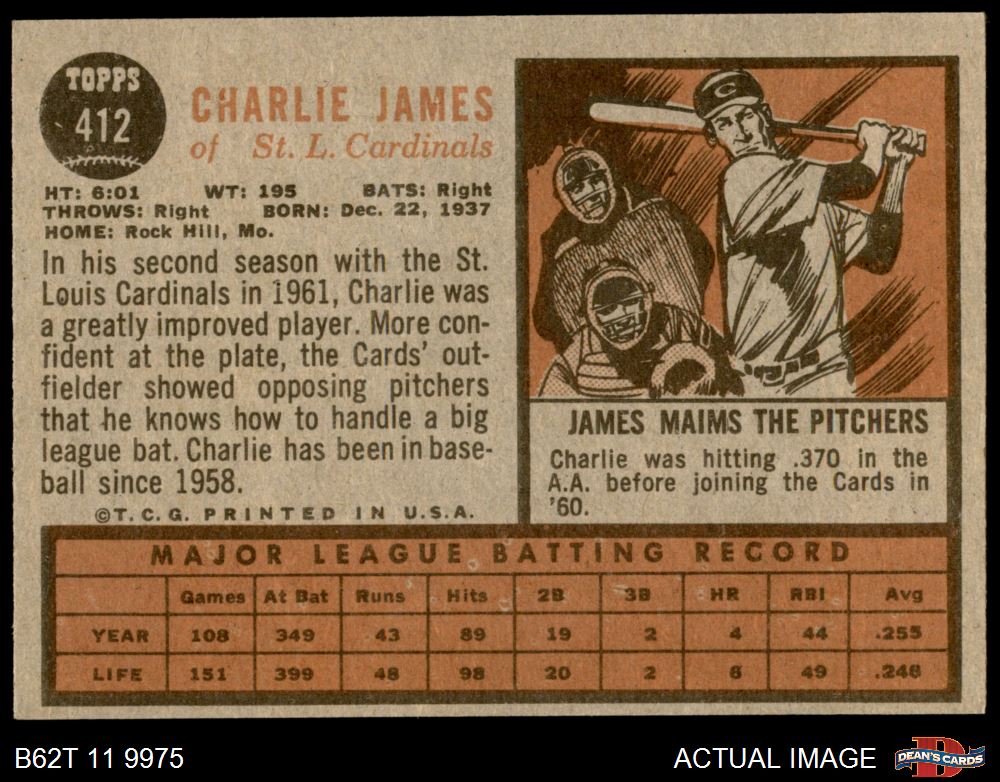 TOPPS
412
CHARLIE JAMES
of St. L. Cardinals
HT: 6:01 WT: 195 BATS: Right
THROWS: Right BORN: Dec. 22, 1937
HOME: Rock Hill, Mo.
In his second season with the St.
Louis Cardinals in 1961, Charlie was
a greatly improved player. More con-
fident at the plate, the Cards' out-
fielder showed opposing pitchers
that he knows how to handle a big
league bat. Charlie has been in base-
ball since 1958.
©T.C.G. PRINTED IN U.S.A.
C
JAMES MAIMS THE PITCHERS
Charlie was hitting .370 in the
A.A. before joining the Cards in
'60.
MAJOR LEAGUE BATTING RECORD
Games At Bat Runs Hits 2B 3B HR RBI Avg
YEAR 108 349 43 89 19 2 4 44 .255
LIFE 151 399 48 98 20 2 6 49 .246
B62T 11 9975
ACTUAL IMAGE
D
DEAN'S CARDS